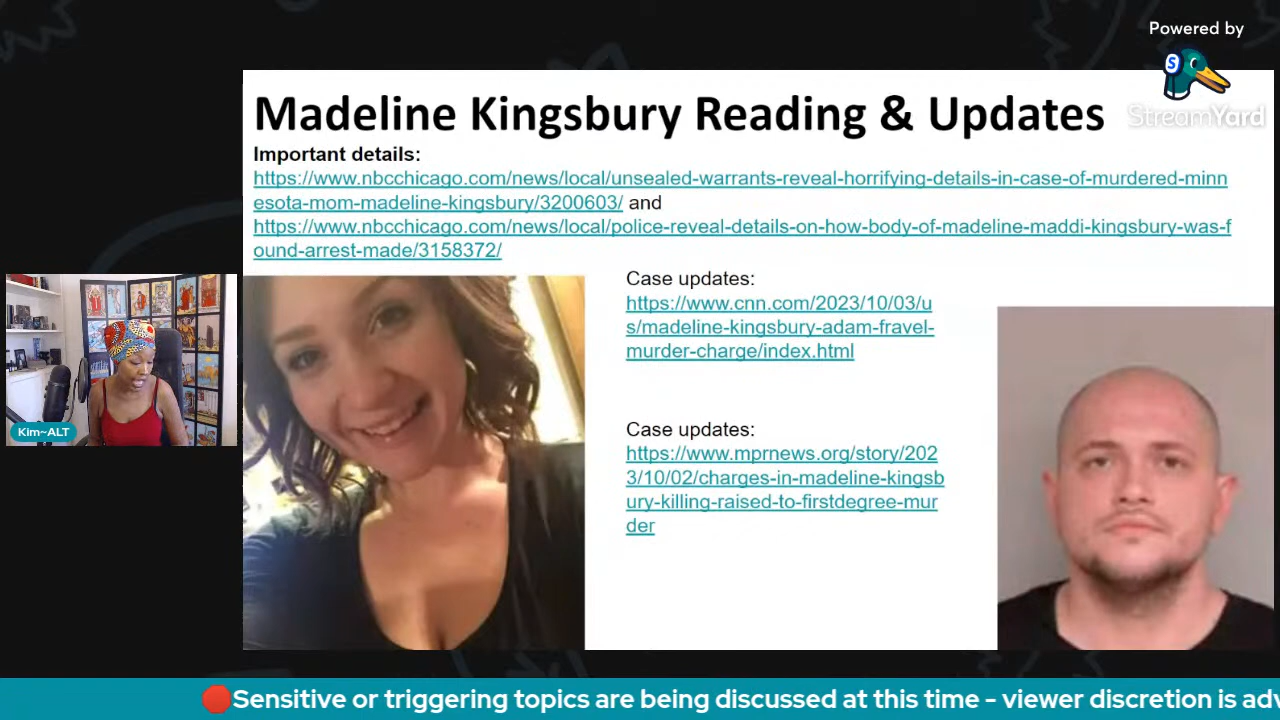 Powered by
StreamYard
Madeline Kingsbury Reading & Updates
Important details:
https://www.nbcchicago.com/news/local/unsealed-warrants-reveal-horrifying-details-in-case-of-murdered-minn
esota-mom-madeline-kingsbury/3200603/ and
https://www.nbcchicago.com/news/local/police-reveal-details-on-how-body-of-madeline-maddi-kingsbury-was-f
ound-arrest-made/3158372/
Case updates:
https://www.cnn.com/2023/10/03/u
s/madeline-kingsbury-adam-fravel-
murder-charge/index.html
Case updates:
https://www.mprnews.org/story/202
3/10/02/charges-in-madeline-kingsb
ury-killing-raised-to-firstdegree-mur
der
Kim~ALT
Sensitive or triggering topics are being discussed at this time - viewer discretion is adv